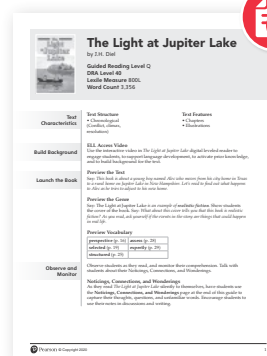 The Light at Jupiter Lake
by J.H. Diel
Guided Reading Level Q
DRA Level 40
Lexile Measure 800L
Word Count 3,356
Text Characteristics
Text Structure
• Chronological
(Conflict, climax,
resolution)
Text Features
• Chapters
• Illustrations
Build Background
ELL Access Video
Use the interactive video in The Light at Jupiter Lake digital leveled reader to
engage students, to support language development, to activate prior knowledge,
and to build background for the text.
Launch the Book
Preview the Text
Say: This book is about a young boy named Alec who moves from his city home in Texas
to a rural home on Jupiter Lake in New Hampshire. Let's read to find out what happens
to Alec as he tries to adjust to his new home.
Preview the Genre
Say: The Light at Jupiter Lake is an example of realistic fiction. Show students
the cover of the book. Say: What about this cover tells you that this book is realistic
fiction? As you read, ask yourself if the events in the story are things that could happen
in real life.
Preview Vocabulary
perspective (p. 16) access (p. 28)
selected (p. 19) expertly (p. 29)
structured (p. 25)
Observe and Monitor
Observe students as they read, and monitor their comprehension. Talk with
students about their Noticings, Connections, and Wonderings.
Noticings, Connections, and Wonderings
As they read The Light at Jupiter Lake silently to themselves, have students use
the Noticings, Connections, and Wonderings page at the end of this guide to
capture their thoughts, questions, and unfamiliar words. Encourage students to
use their notes in discussions and writing.
Pearson
1